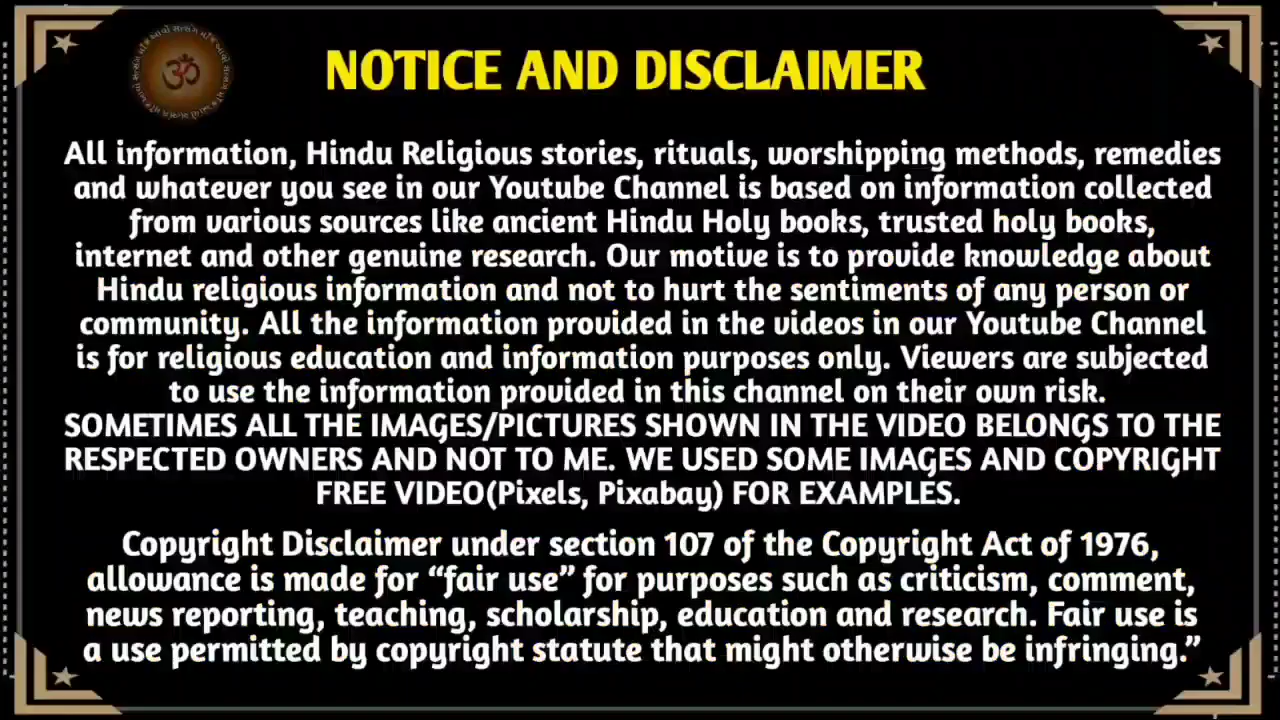 NOTICE AND DISCLAIMER
All information, Hindu Religious stories, rituals, worshipping methods, remedies
and whatever you see in our Youtube Channel is based on information collected
from various sources like ancient Hindu Holy books, trusted holy books,
internet and other genuine research. Our motive is to provide knowledge about
Hindu religious information and not to hurt the sentiments of any person or
community. All the information provided in the videos in our Youtube Channel
is for religious education and information purposes only. Viewers are subjected
to use the information provided in this channel on their own risk.
SOMETIMES ALL THE IMAGES/PICTURES SHOWN IN THE VIDEO BELONGS TO THE
RESPECTED OWNERS AND NOT TO ME. WE USED SOME IMAGES AND COPYRIGHT
FREE VIDEO(Pixels, Pixabay) FOR EXAMPLES.
Copyright Disclaimer under section 107 of the Copyright Act of 1976,
allowance is made for “fair use” for purposes such as criticism, comment,
news reporting, teaching, scholarship, education and research. Fair use is
a use permitted by copyright statute that might otherwise be infringing.”
ॐ